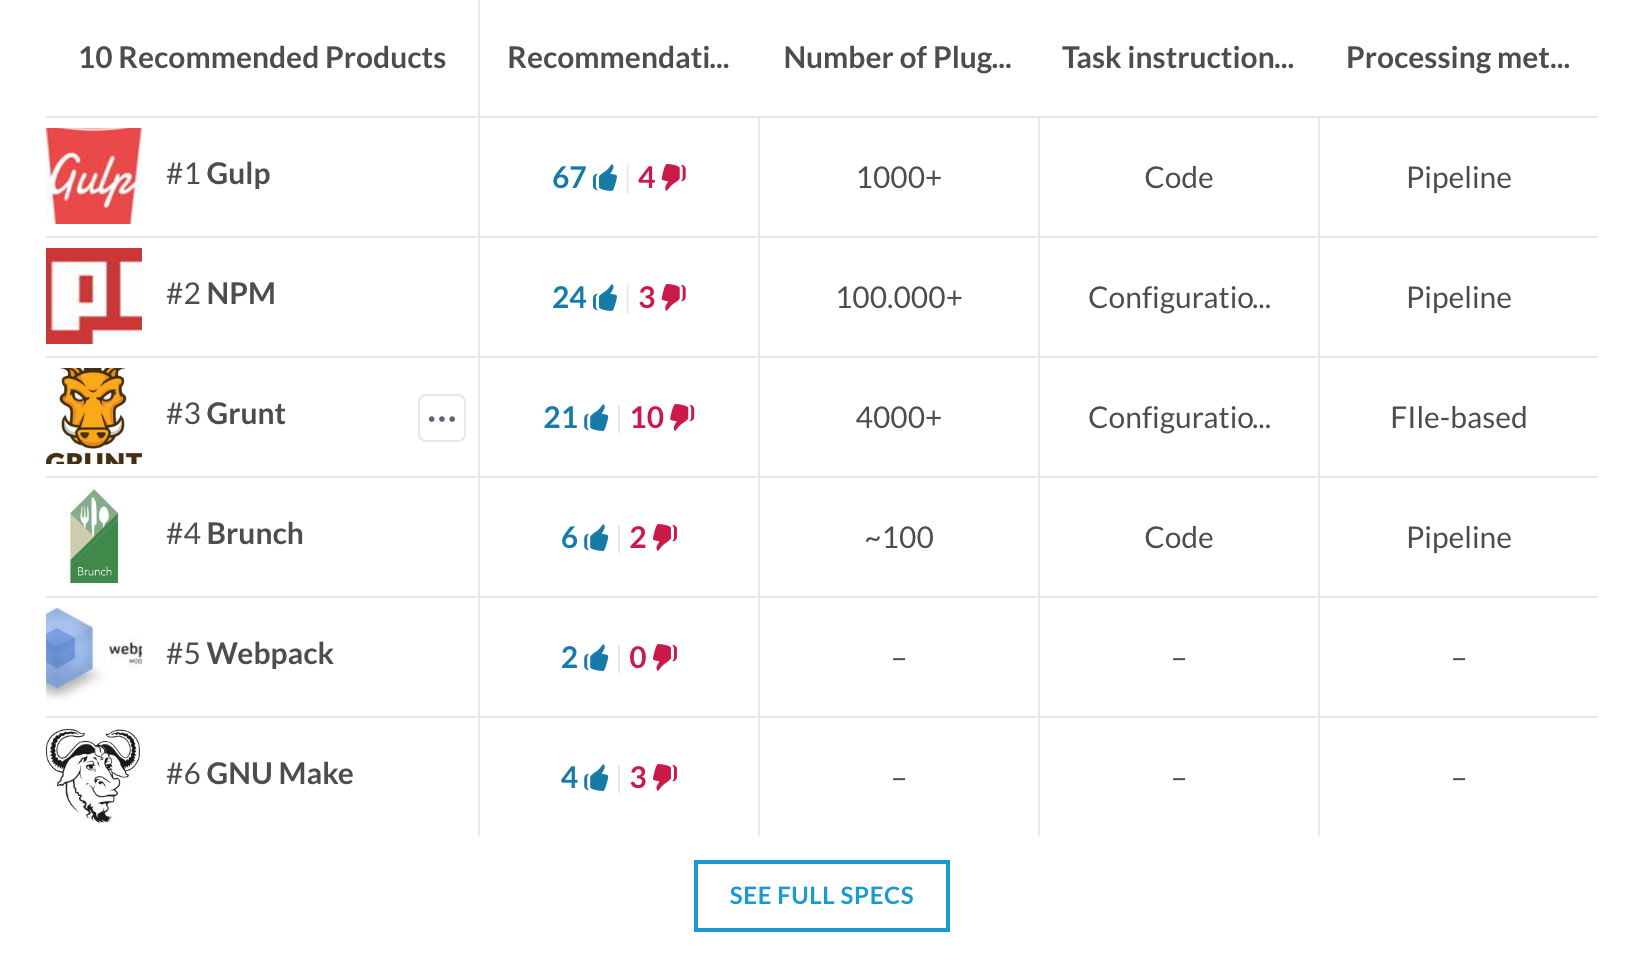 10 Recommended Products Recommendati... Number of Plug... Task instruction... Processing met...
Gulp #1 Gulp 67 4 1000+ Code Pipeline
#2 NPM 24 3 100.000+ Configuratio... Pipeline
#3 Grunt ... 21 10 4000+ Configuratio... FIle-based
GRUNT
#4 Brunch 6 2 ~100 Code Pipeline
Brunch
#5 Webpack 2 0 – – –
#6 GNU Make 4 3 – – –
SEE FULL SPECS